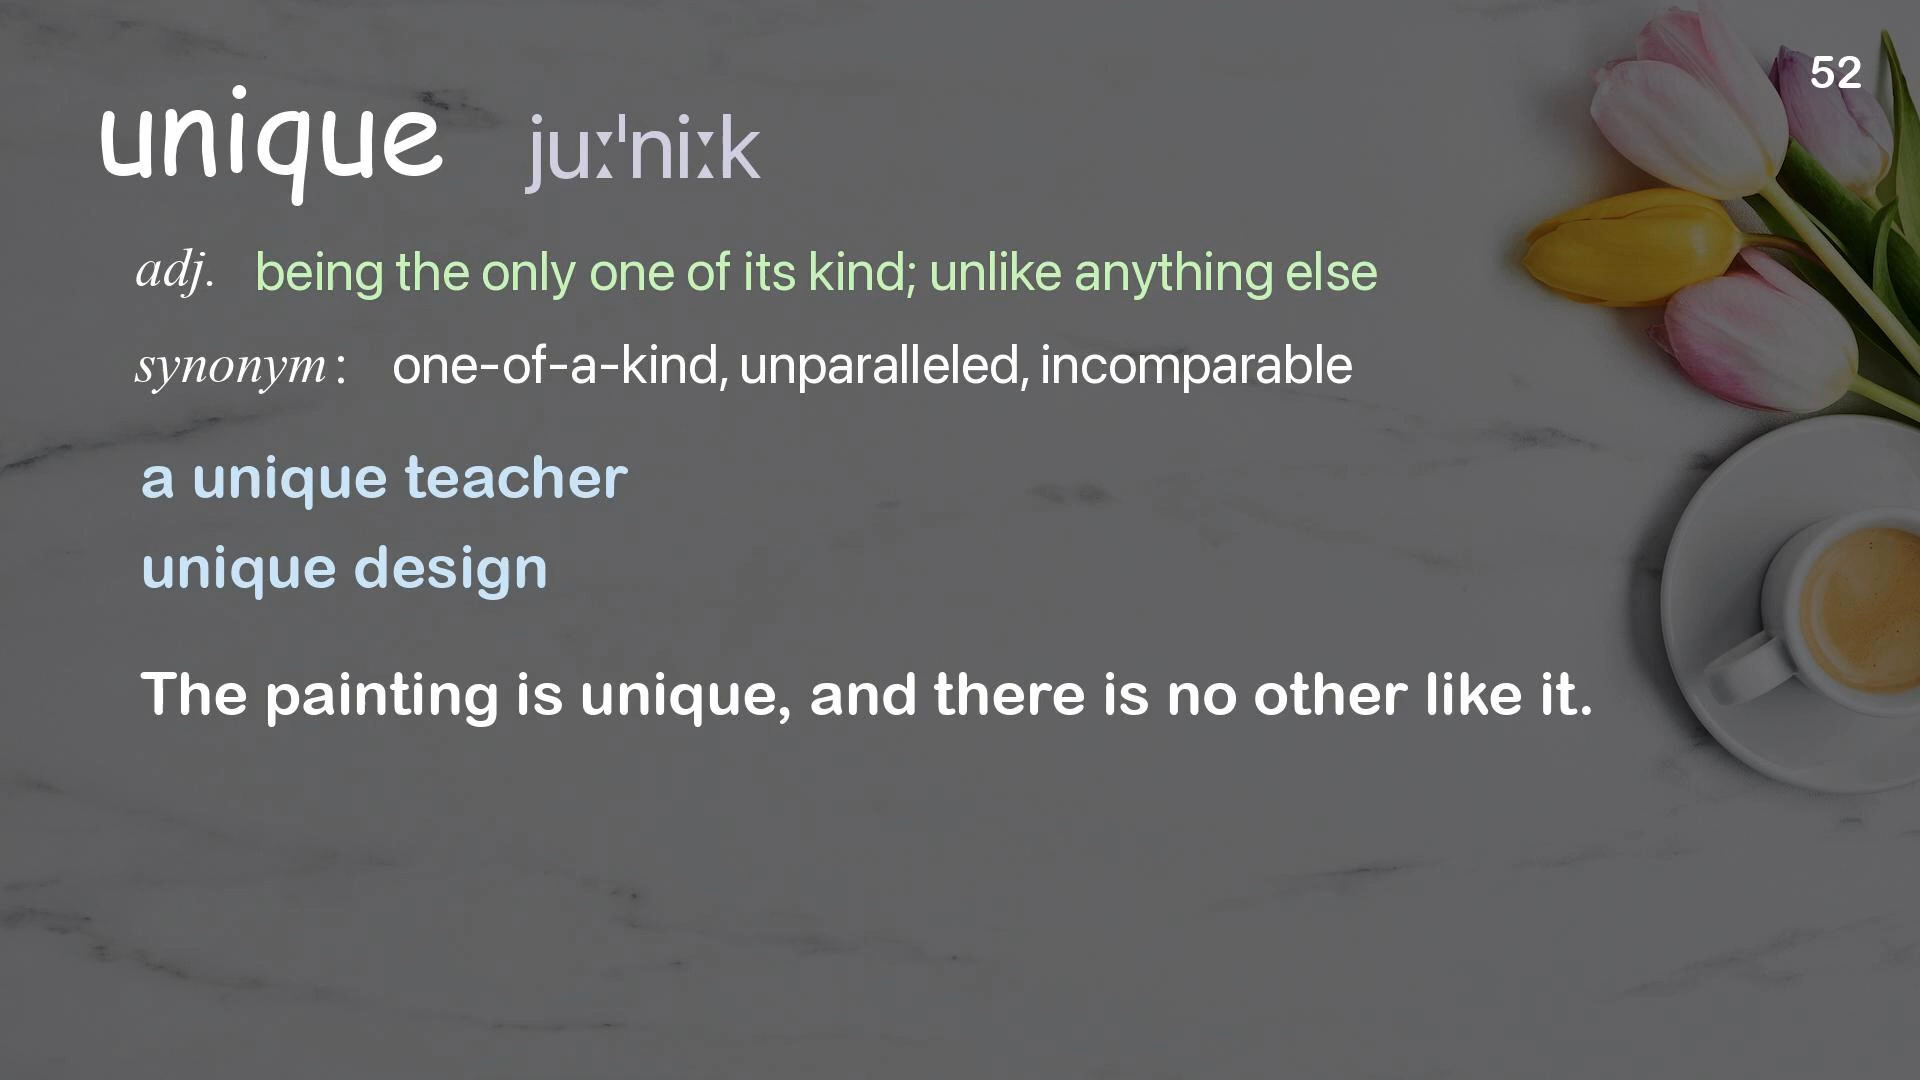 52
unique juːˈniːk
adj. being the only one of its kind; unlike anything else
synonym: one-of-a-kind, unparalleled, incomparable
a unique teacher
unique design
The painting is unique, and there is no other like it.